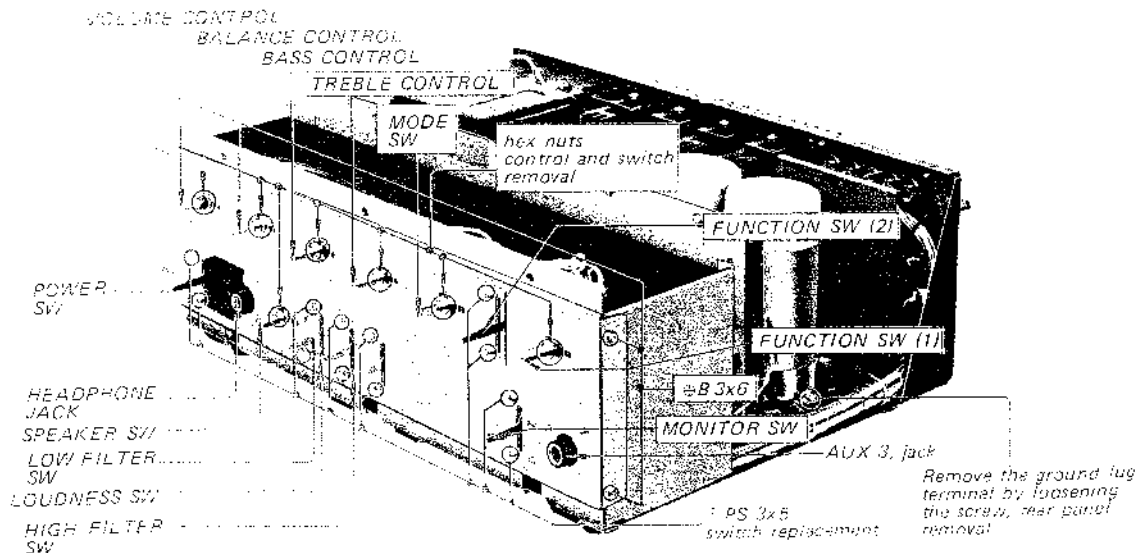 VOLUME CONTROL
BALANCE CONTROL
BASS CONTROL
TREBLE CONTROL
MODE
SW
hex nuts
control and switch
removal
FUNCTION SW (2)
POWER
SW
FUNCTION SW (1)
⊕B 3x6
HEADPHONE
JACK
MONITOR SW
SPEAKER SW
AUX 3, jack
LOW FILTER
SW
Remove the ground lug
terminal by loosening
the screw, rear panel
removal
LOUDNESS SW
PS 3x5
switch replacement
HIGH FILTER
SW